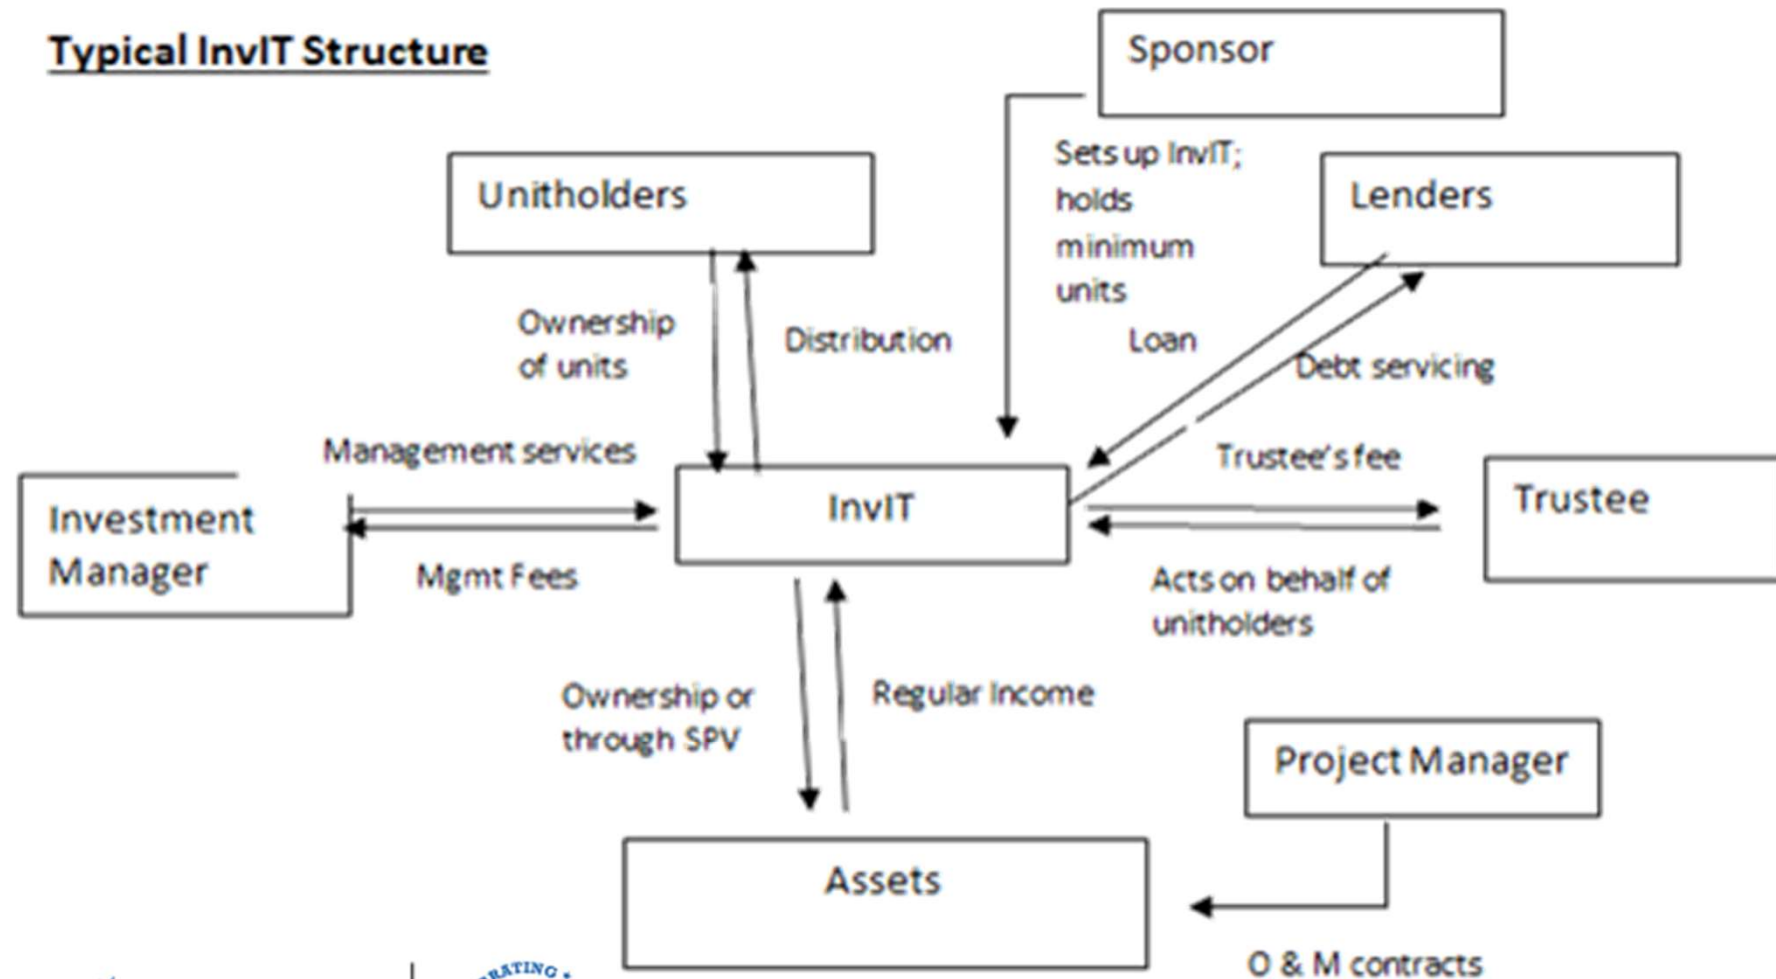 Typical InvIT Structure
Sponsor
Sets up InvIT;
holds
minimum
units
Unitholders
Lenders
Ownership
of units
Distribution
Loan
Debt servicing
Management services
Trustee's fee
Investment
Manager
InvIT
Trustee
Mgmt Fees
Acts on behalf of
unitholders
Ownership or
through SPV
Regular Income
Project Manager
Assets
O & M contracts